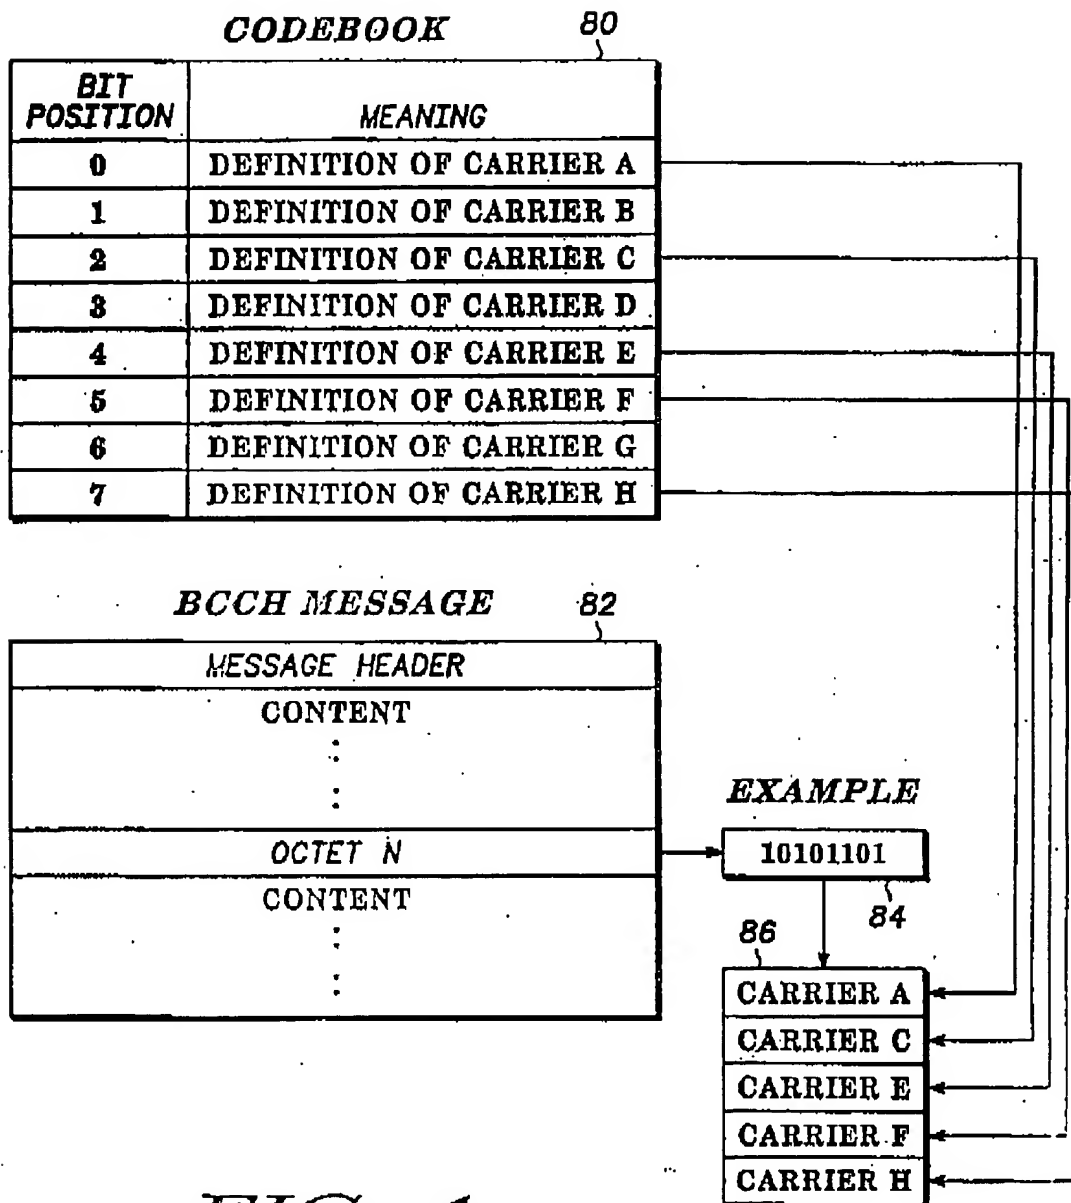 CODEBOOK 80
BIT POSITION MEANING
0 DEFINITION OF CARRIER A
1 DEFINITION OF CARRIER B
2 DEFINITION OF CARRIER C
3 DEFINITION OF CARRIER D
4 DEFINITION OF CARRIER E
5 DEFINITION OF CARRIER F
6 DEFINITION OF CARRIER G
7 DEFINITION OF CARRIER H
BCCH MESSAGE 82
MESSAGE HEADER
CONTENT
OCTET N
CONTENT
EXAMPLE
10101101
84
86
CARRIER A
CARRIER C
CARRIER E
CARRIER F
CARRIER H